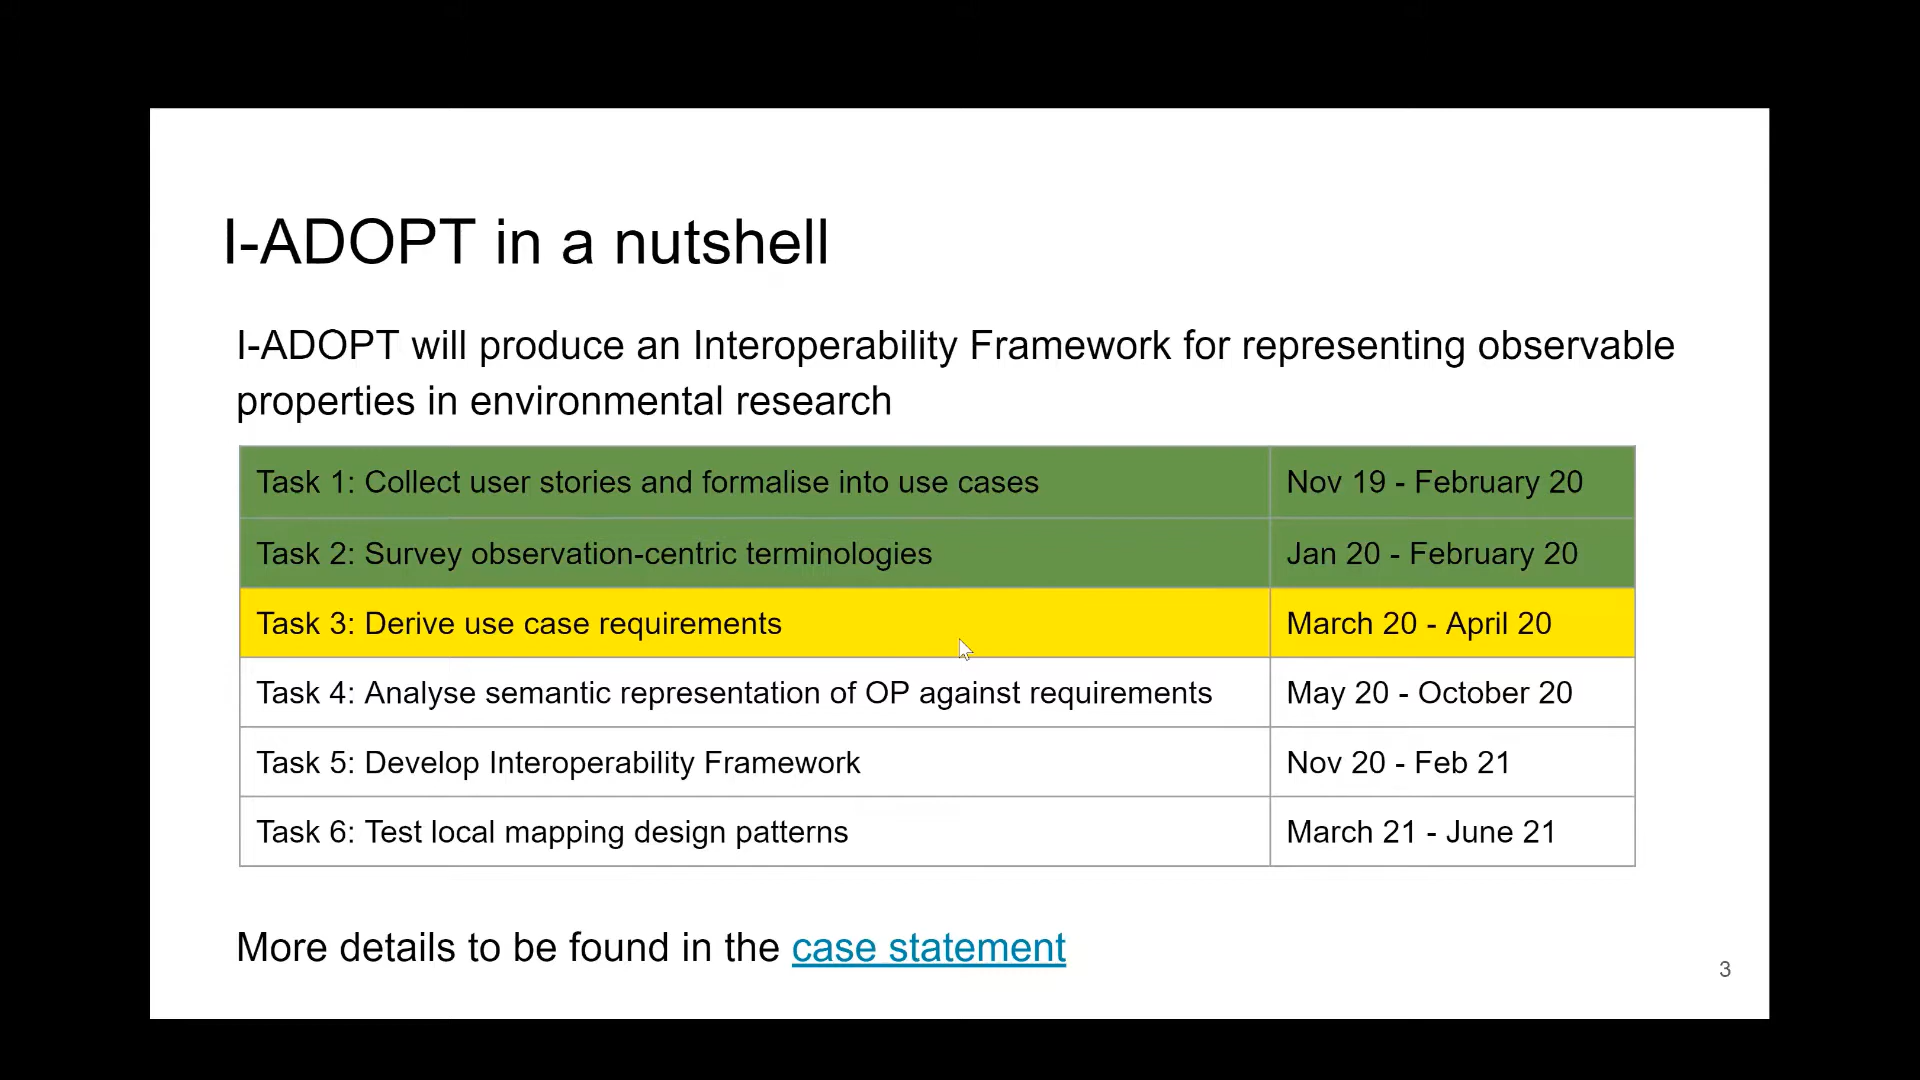 I-ADOPT in a nutshell
I-ADOPT will produce an Interoperability Framework for representing observable
properties in environmental research
Task 1: Collect user stories and formalise into use cases Nov 19 - February 20
Task 2: Survey observation-centric terminologies Jan 20 - February 20
Task 3: Derive use case requirements March 20 - April 20
Task 4: Analyse semantic representation of OP against requirements May 20 - October 20
Task 5: Develop Interoperability Framework Nov 20 - Feb 21
Task 6: Test local mapping design patterns March 21 - June 21
More details to be found in the case statement
3